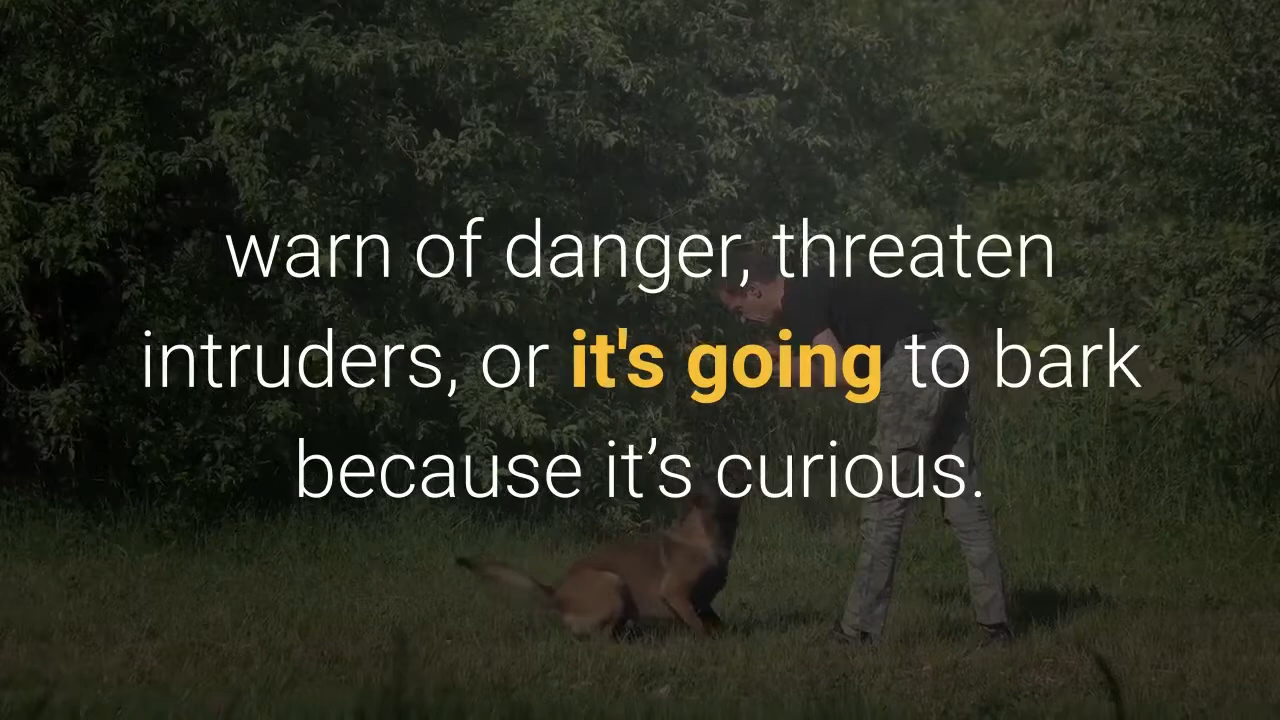 warn of danger, threaten
intruders, or it's going to bark
because it’s curious.